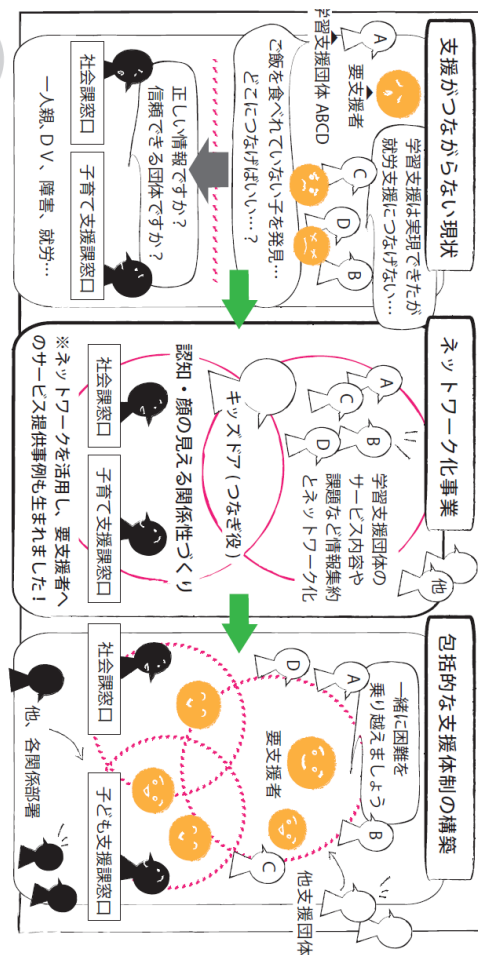 支援がつながらない現状
A
学習支援団体 ABCD
要支援者
学習支援は実現できたが
就労支援につなげない…
C
D
B
ご飯を食べれていない子を発見…
どこにつなげばいい…？
正しい情報ですか？
信頼できる団体ですか？
社会課窓口
子育て支援課窓口
一人親、DV、障害、就労…
ネットワーク化事業
他
A
C
B
D
学習支援団体の
サービス内容や
課題など情報集約
とネットワーク化
キッズドア（つなぎ役）
認知・顔の見える関係性づくり
社会課窓口
子育て支援課窓口
※ネットワークを活用し、要支援者へ
のサービス提供事例も生まれました！
包括的な支援体制の構築
一緒に困難を
乗り越えましょう
A
D
B
要支援者
C
他支援団体
社会課窓口
子ども支援課窓口
他、各関係部署